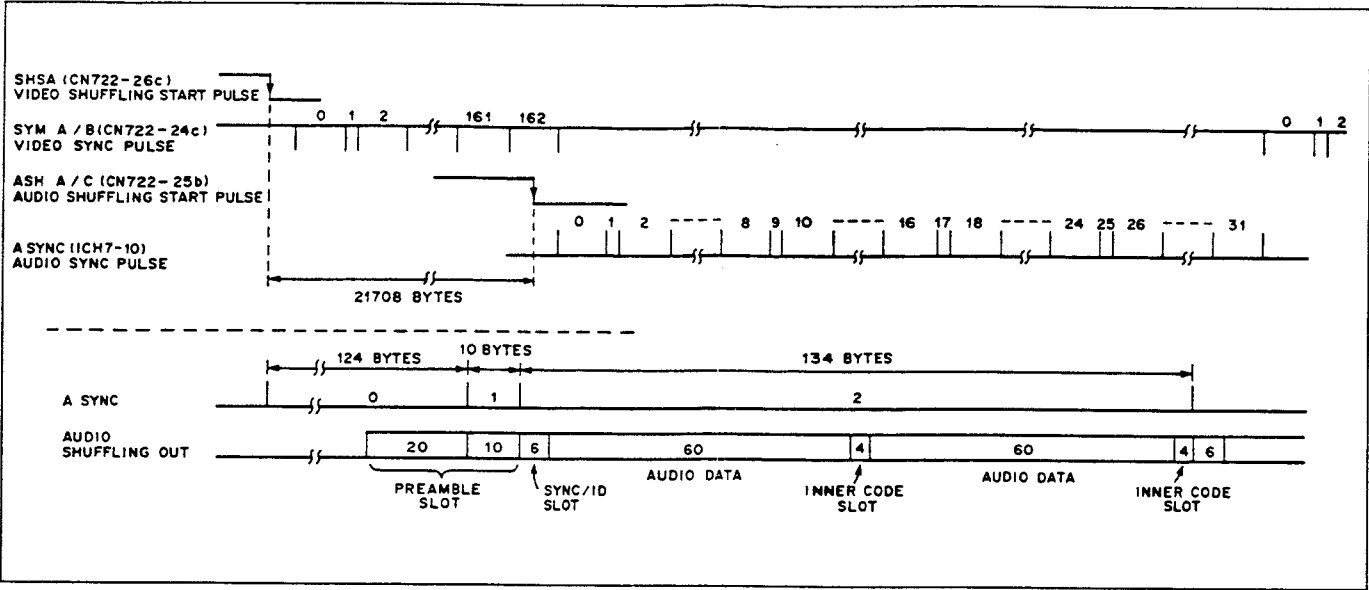 SHSA (CN722-26c)
VIDEO SHUFFLING START PULSE
0 1 2 161 162 0 1 2
SYM A / B(CN722-24c)
VIDEO SYNC PULSE
ASH A / C (CN722-25b)
AUDIO SHUFFLING START PULSE
0 1 2 8 9 10 16 17 18 24 25 26 31
A SYNC (ICH7-10)
AUDIO SYNC PULSE
21708 BYTES
124 BYTES 10 BYTES 134 BYTES
A SYNC 0 1 2
AUDIO
SHUFFLING OUT
20 10 6 60 4 60 4 6
AUDIO DATA AUDIO DATA
PREAMBLE
SLOT
SYNC/ID
SLOT
INNER CODE
SLOT
INNER CODE
SLOT